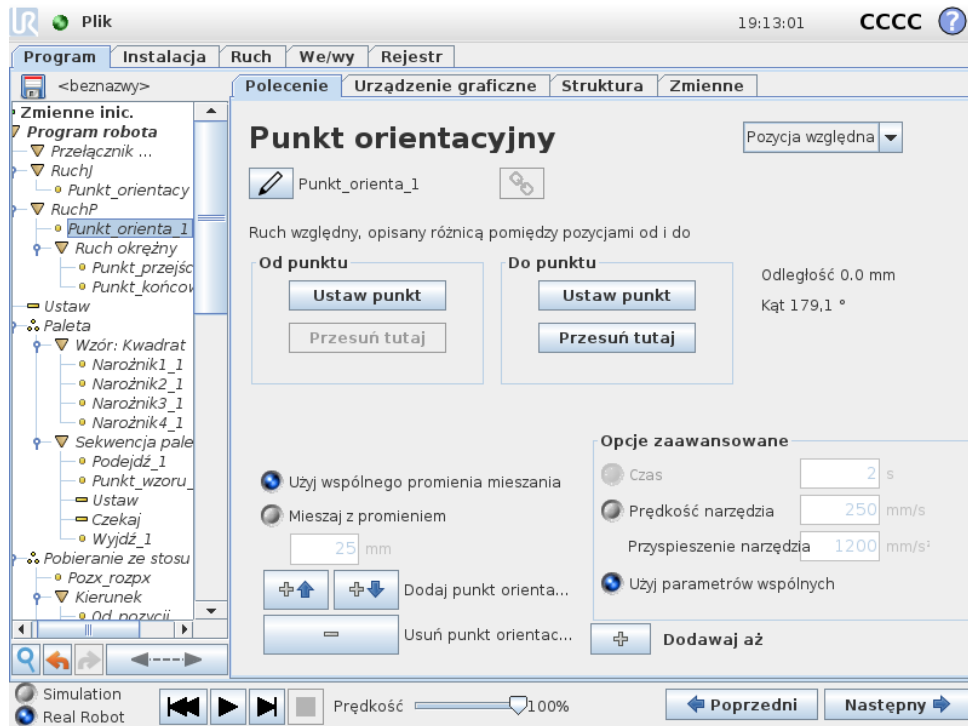 UR Plik 19:13:01 CCCC ?
Program Instalacja Ruch We/wy Rejestr
<beznazwy>
Polecenie Urządzenie graficzne Struktura Zmienne
Zmienne inic.
Program robota
Przełącznik ...
RuchJ
Punkt_orientacy
RuchP
Punkt_orienta_1
Ruch okrężny
Punkt_przejśc
Punkt_końcow
Ustaw
Paleta
Wzór: Kwadrat
Narożnik1_1
Narożnik2_1
Narożnik3_1
Narożnik4_1
Sekwencja pale
Podejdź_1
Punkt_wzoru_
Ustaw
Czekaj
Wyjdź_1
Pobieranie ze stosu
Pozx_rozpx
Kierunek
Od_pozycji
Punkt orientacyjny
Pozycja względna
Punkt_orienta_1
Ruch względny, opisany różnicą pomiędzy pozycjami od i do
Od punktu
Ustaw punkt
Przesuń tutaj
Do punktu
Ustaw punkt
Przesuń tutaj
Odległość 0.0 mm
Kąt 179,1 °
Użyj wspólnego promienia mieszania
Mieszaj z promieniem
25 mm
Dodaj punkt orienta...
Usuń punkt orientac...
Opcje zaawansowane
Czas 2 s
Prędkość narzędzia 250 mm/s
Przyspieszenie narzędzia 1200 mm/s²
Użyj parametrów wspólnych
Dodawaj aż
Simulation
Real Robot
Prędkość 100%
Poprzedni
Następny